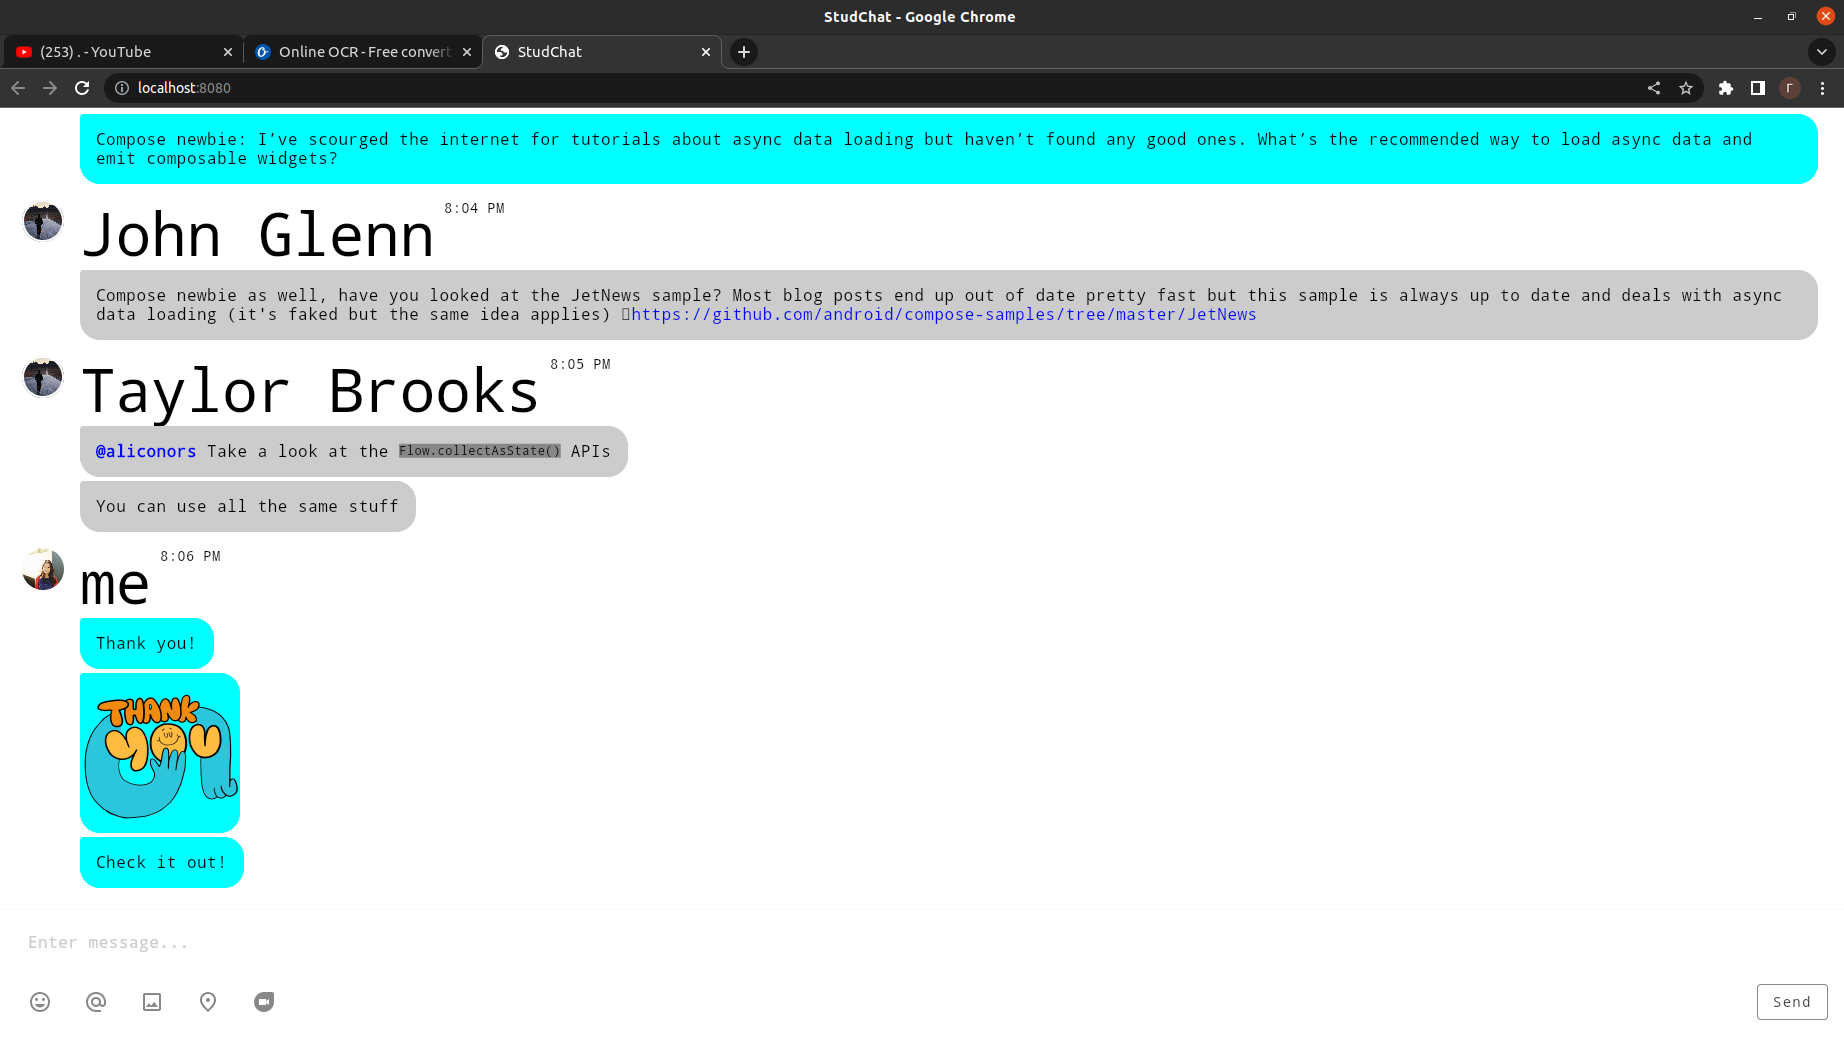 StudChat - Google Chrome
(253) . - YouTube
Online OCR - Free convert
StudChat
localhost:8080
Г
Compose newbie: I’ve scourged the internet for tutorials about async data loading but haven’t found any good ones. What’s the recommended way to load async data and
emit composable widgets?
John Glenn 8:04 PM
Compose newbie as well, have you looked at the JetNews sample? Most blog posts end up out of date pretty fast but this sample is always up to date and deals with async
data loading (it's faked but the same idea applies) https://github.com/android/compose-samples/tree/master/JetNews
Taylor Brooks 8:05 PM
@aliconors Take a look at the Flow.collectAsState() APIs
You can use all the same stuff
me 8:06 PM
Thank you!
THANK
YOU
Check it out!
Enter message...
Send